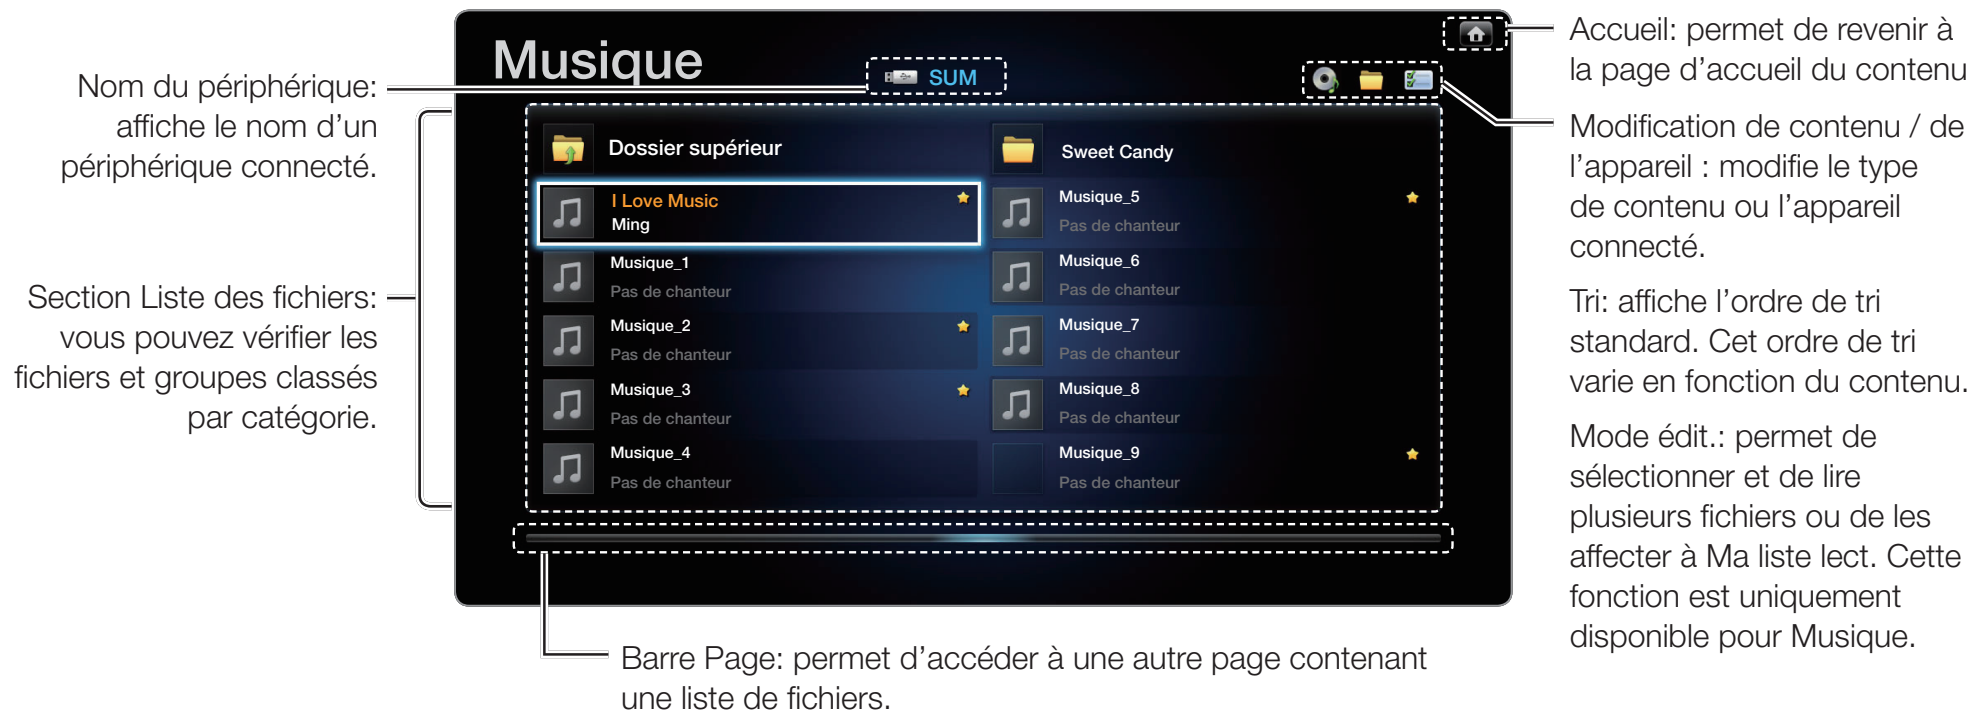 Musique
SUM
Dossier supérieur
I Love Music
Ming
Musique_1
Pas de chanteur
Musique_2
Pas de chanteur
Musique_3
Pas de chanteur
Musique_4
Pas de chanteur
Sweet Candy
Musique_5
Pas de chanteur
Musique_6
Pas de chanteur
Musique_7
Pas de chanteur
Musique_8
Pas de chanteur
Musique_9
Pas de chanteur
Nom du périphérique:
affiche le nom d’un
périphérique connecté.
Section Liste des fichiers:
vous pouvez vérifier les
fichiers et groupes classés
par catégorie.
Accueil: permet de revenir à
la page d’accueil du contenu
Modification de contenu / de
l’appareil : modifie le type
de contenu ou l’appareil
connecté.
Tri: affiche l’ordre de tri
standard. Cet ordre de tri
varie en fonction du contenu.
Mode édit.: permet de
sélectionner et de lire
plusieurs fichiers ou de les
affecter à Ma liste lect. Cette
fonction est uniquement
disponible pour Musique.
Barre Page: permet d’accéder à une autre page contenant
une liste de fichiers.